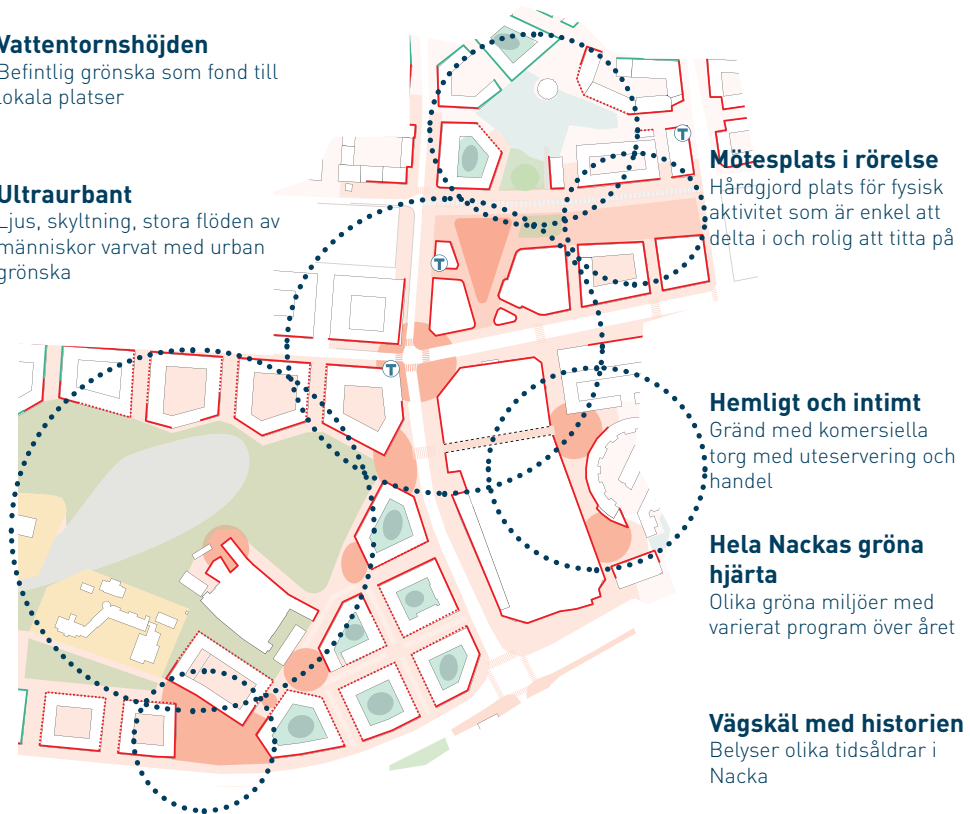 Vattentornshöjden
Befintlig grönska som fond till
lokala platser
Ultraurbant
Ljus, skyltning, stora flöden av
människor varvat med urban
grönska
T
T
T
Mötesplats i rörelse
Hårdgjord plats för fysisk
aktivitet som är enkel att
delta i och rolig att titta på
Hemligt och intimt
Gränd med komersiella
torg med uteservering och
handel
Hela Nackas gröna
hjärta
Olika gröna miljöer med
varierat program över året
Vägskäl med historien
Belyser olika tidsåldrar i
Nacka